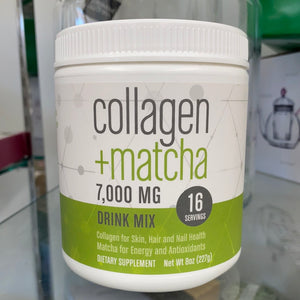 collagen
+matcha
7,000 MG
DRINK MIX
16
SERVINGS
Collagen for Skin, Hair and Nail Health
Matcha for Energy and Antioxidants
DIETARY SUPPLEMENT Net Wt 8oz (227g)